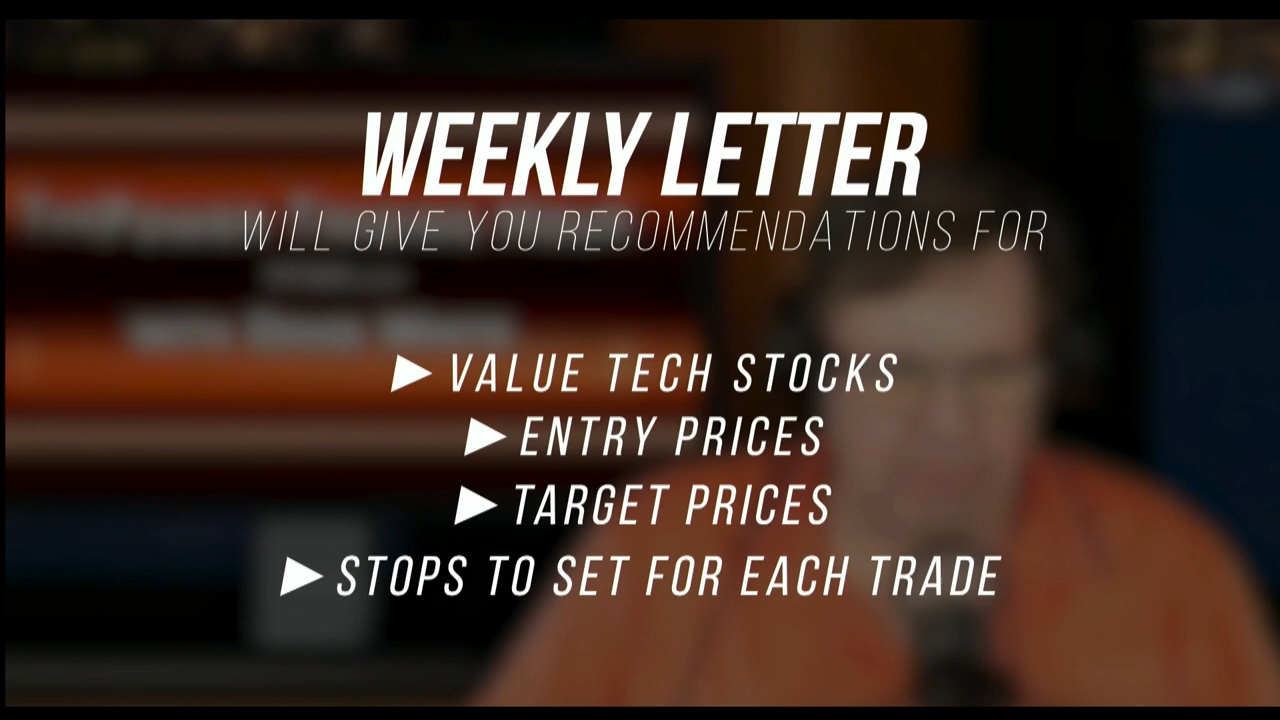 WEEKLY LETTER
WILL GIVE YOU RECOMMENDATIONS FOR
▶ VALUE TECH STOCKS
▶ ENTRY PRICES
▶ TARGET PRICES
▶ STOPS TO SET FOR EACH TRADE